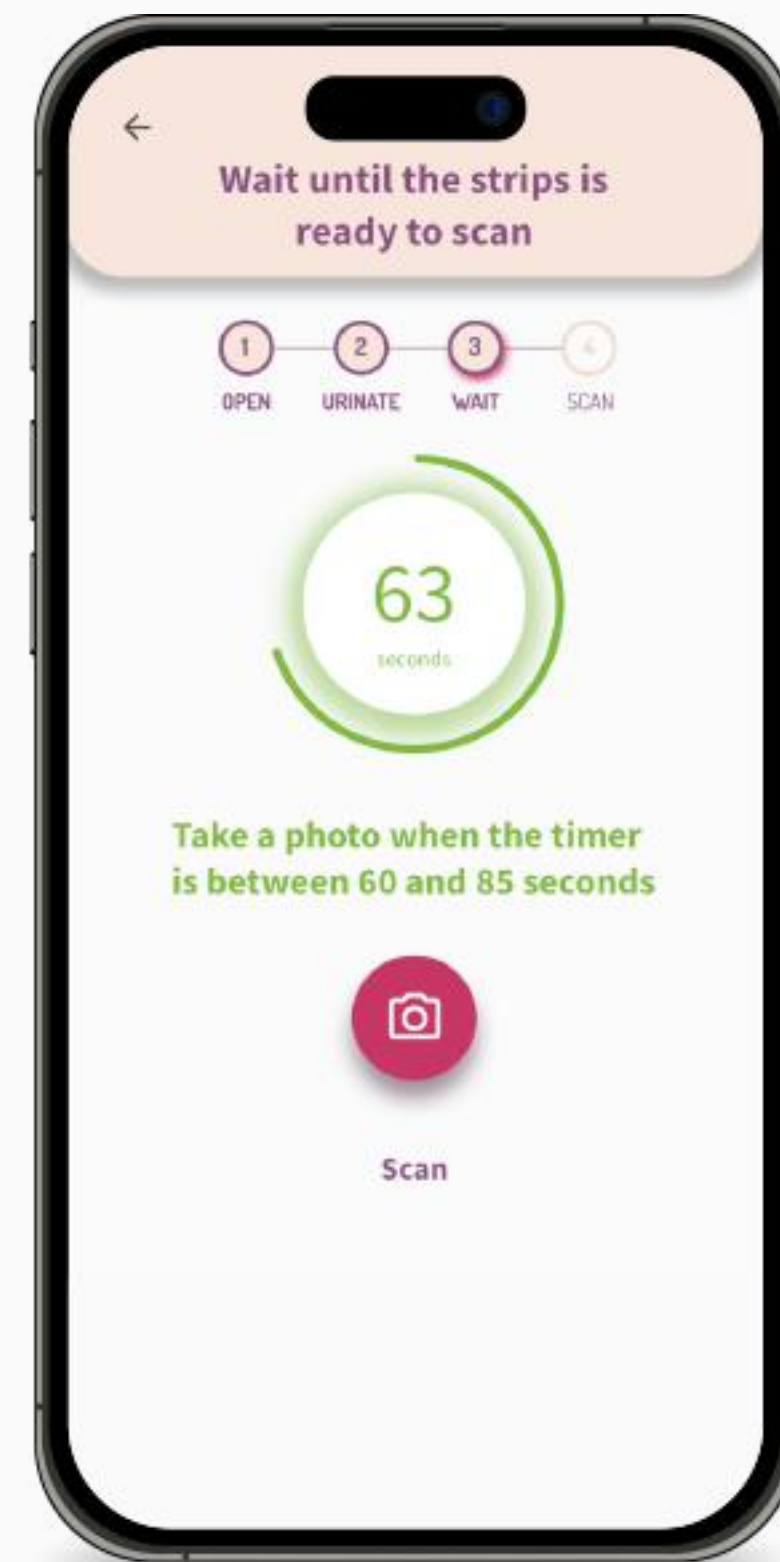 Wait until the strips is
ready to scan
1 2 3 4
OPEN URINATE WAIT SCAN
63
seconds
Take a photo when the timer
is between 60 and 85 seconds
Scan